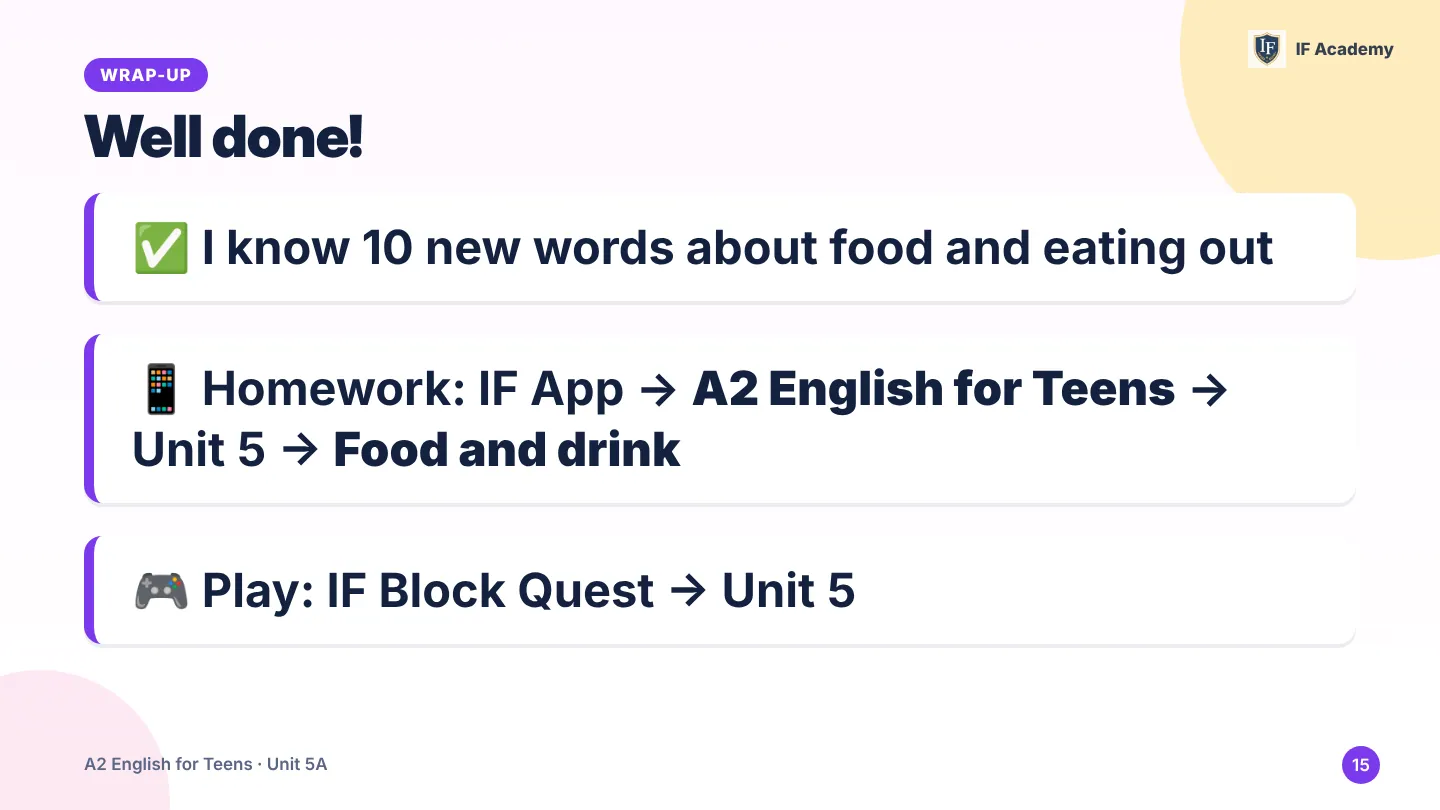 IF IF Academy
WRAP-UP
Well done!
✅ I know 10 new words about food and eating out
📱 Homework: IF App → A2 English for Teens →
Unit 5 → Food and drink
🎮 Play: IF Block Quest → Unit 5
A2 English for Teens · Unit 5A
15